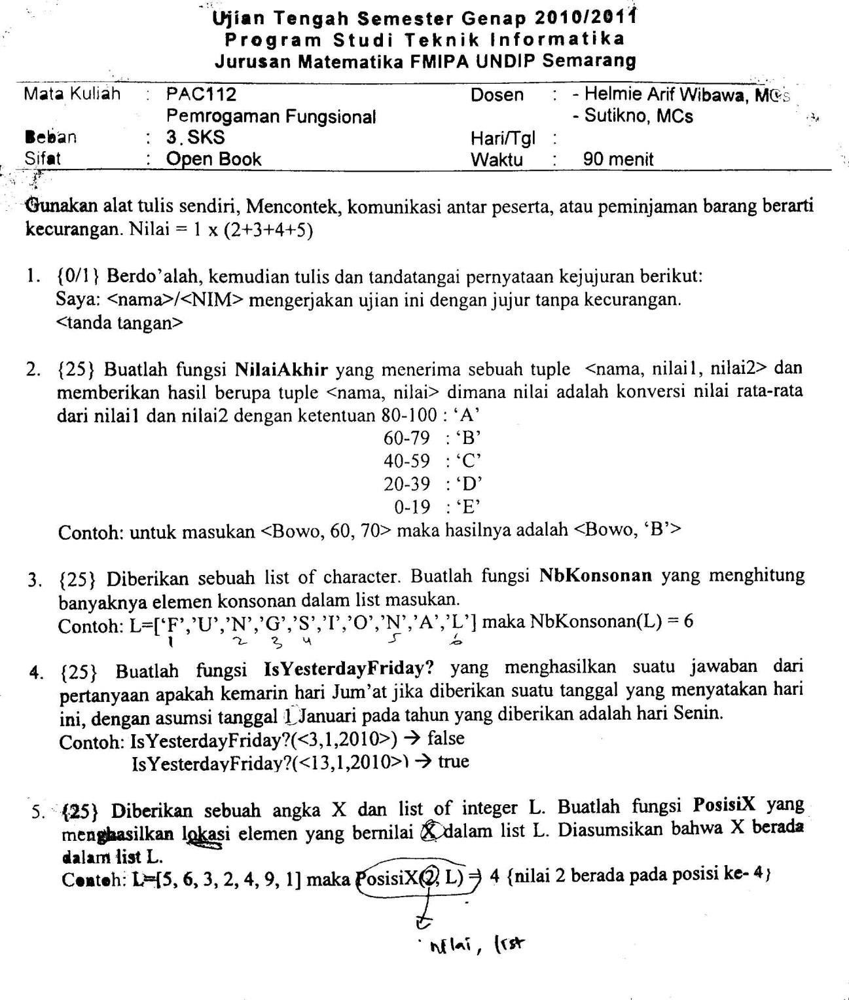 Ujian Tengah Semester Genap 2010/2011
Program Studi Teknik Informatika
Jurusan Matematika FMIPA UNDIP Semarang
Mata Kuliah : PAC112 Dosen : - Helmie Arif Wibawa, MCs
Pemrogaman Fungsional - Sutikno, MCs
Beban : 3 SKS Hari/Tgl :
Sifat : Open Book Waktu : 90 menit
Gunakan alat tulis sendiri, Mencontek, komunikasi antar peserta, atau peminjaman barang berarti
kecurangan. Nilai = 1 x (2+3+4+5)
1. {0/1} Berdo'alah, kemudian tulis dan tandatangai pernyataan kejujuran berikut:
Saya: <nama>/<NIM> mengerjakan ujian ini dengan jujur tanpa kecurangan.
<tanda tangan>
2. {25} Buatlah fungsi NilaiAkhir yang menerima sebuah tuple <nama, nilai1, nilai2> dan
memberikan hasil berupa tuple <nama, nilai> dimana nilai adalah konversi nilai rata-rata
dari nilai1 dan nilai2 dengan ketentuan 80-100 : ‘A’
60-79 : ‘B’
40-59 : ‘C’
20-39 : ‘D’
0-19 : ‘E’
Contoh: untuk masukan <Bowo, 60, 70> maka hasilnya adalah <Bowo, ‘B’>
3. {25} Diberikan sebuah list of character. Buatlah fungsi NbKonsonan yang menghitung
banyaknya elemen konsonan dalam list masukan.
Contoh: L=[‘F’,’U’,’N’,’G’,’S’,’I’,’O’,’N’,’A’,’L’] maka NbKonsonan(L) = 6
1 2 3 4 5 6
4. {25} Buatlah fungsi IsYesterdayFriday? yang menghasilkan suatu jawaban dari
pertanyaan apakah kemarin hari Jum’at jika diberikan suatu tanggal yang menyatakan hari
ini, dengan asumsi tanggal 1 Januari pada tahun yang diberikan adalah hari Senin.
Contoh: IsYesterdayFriday?(<3,1,2010>) → false
IsYesterdayFriday?(<13,1,2010>) → true
5. {25} Diberikan sebuah angka X dan list of integer L. Buatlah fungsi PosisiX yang
menghasilkan lokasi elemen yang bernilai X dalam list L. Diasumsikan bahwa X berada
dalam list L.
Contoh: L=[5, 6, 3, 2, 4, 9, 1] maka PosisiX(2, L) → 4 {nilai 2 berada pada posisi ke- 4}
nilai, list